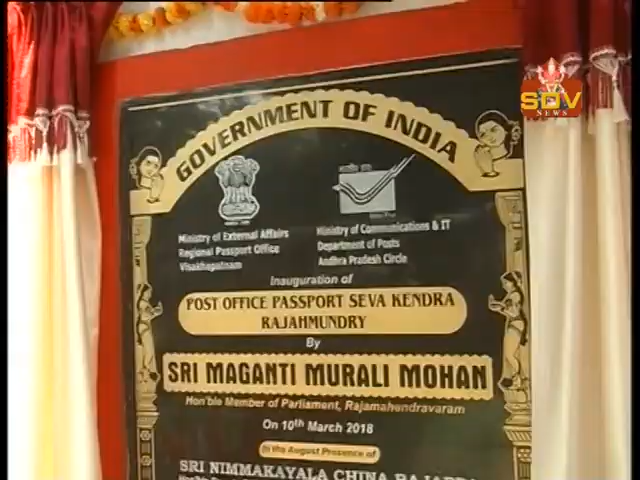 SDV
NEWS
GOVERNMENT OF INDIA
Ministry of External Affairs
Regional Passport Office
Visakhapatnam
Ministry of Communications & IT
Department of Posts
Andhra Pradesh Circle
Inauguration of
POST OFFICE PASSPORT SEVA KENDRA
RAJAHMUNDRY
By
SRI MAGANTI MURALI MOHAN
Hon'ble Member of Parliament, Rajamahendravaram
On 10th March 2018
In the August Presence of
SRI NIMMAKAYALA CHINA